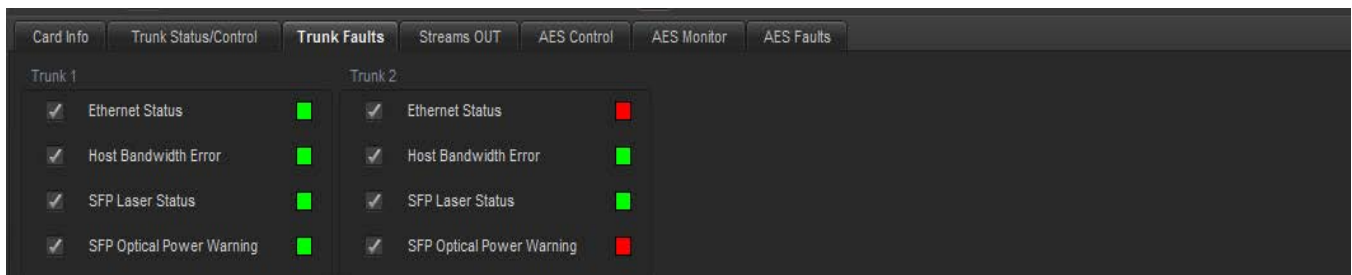 Card Info Trunk Status/Control Trunk Faults Streams OUT AES Control AES Monitor AES Faults
Trunk 1 Trunk 2
Ethernet Status Ethernet Status
Host Bandwidth Error Host Bandwidth Error
SFP Laser Status SFP Laser Status
SFP Optical Power Warning SFP Optical Power Warning